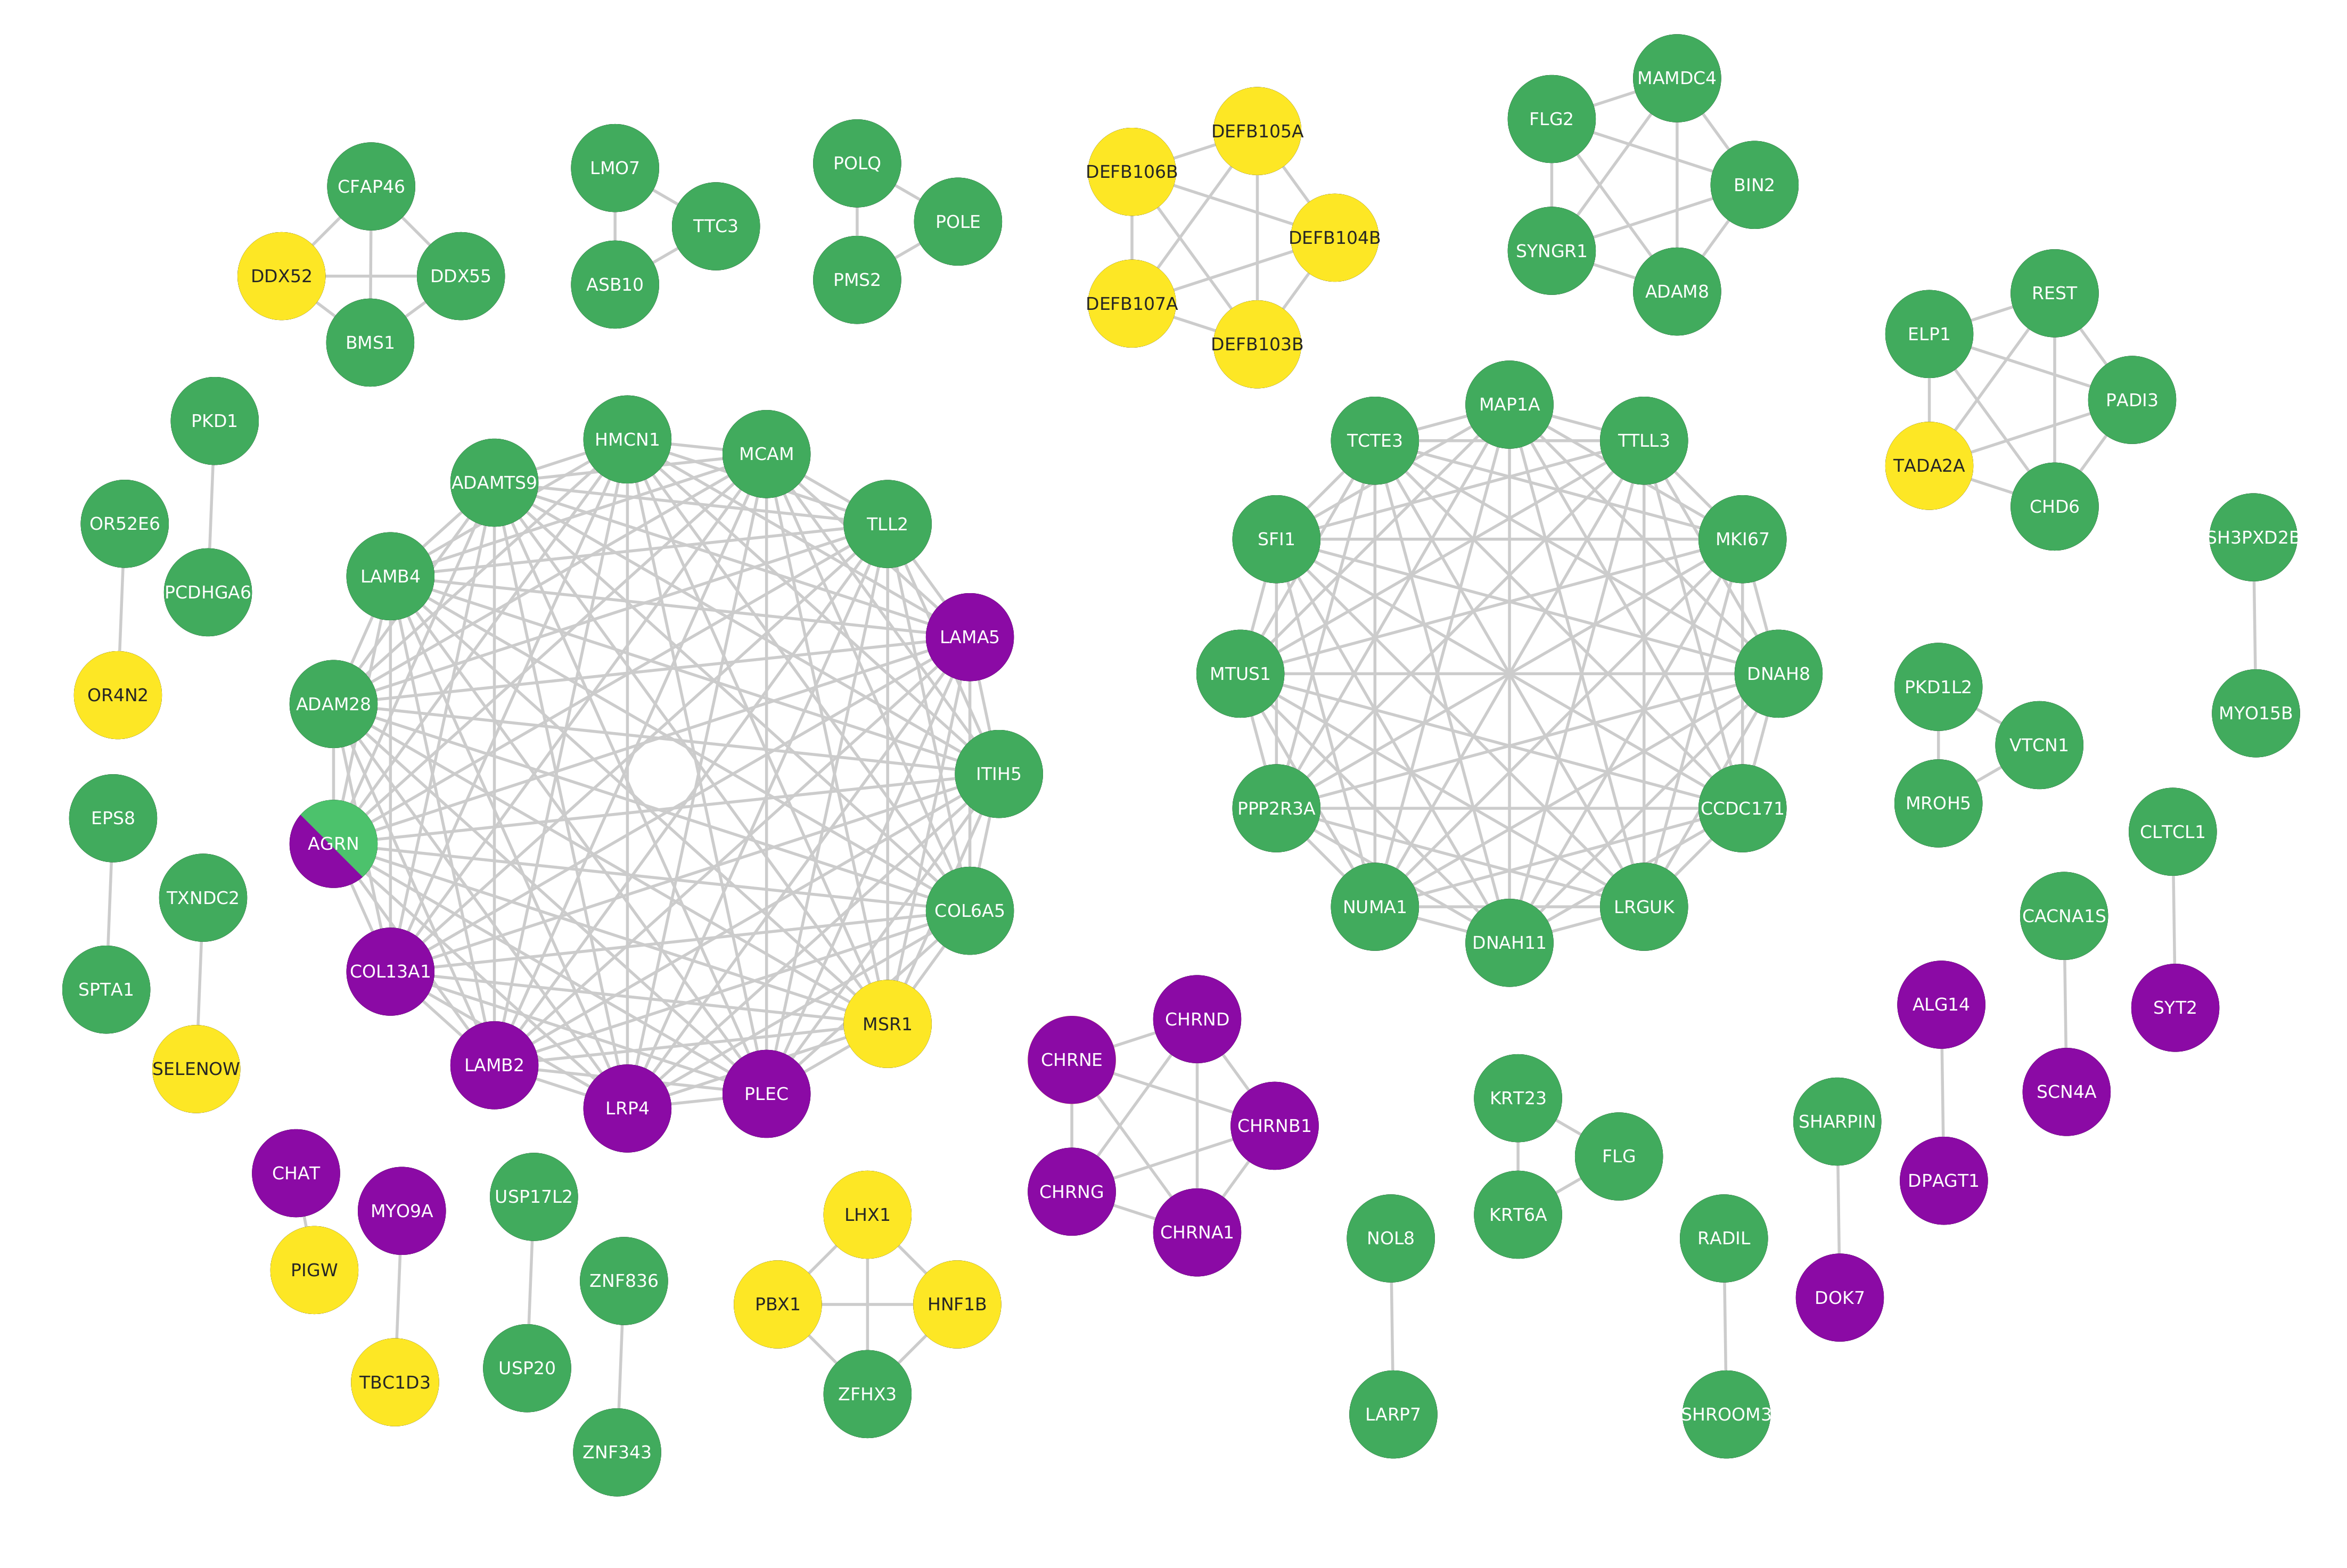 MAMDC4
FLG2
BIN2
SYNGR1
ADAM8
DEFB105A
DEFB106B
DEFB104B
DEFB107A
DEFB103B
POLQ
POLE
PMS2
LMO7
TTC3
ASB10
CFAP46
DDX52
DDX55
BMS1
REST
ELP1
PADI3
TADA2A
CHD6
PKD1
PCDHGA6
OR52E6
OR4N2
HMCN1
MCAM
ADAMTS9
TLL2
LAMB4
LAMA5
ADAM28
ITIH5
AGRN
COL6A5
COL13A1
MSR1
LAMB2
PLEC
LRP4
MAP1A
TCTE3
TTLL3
SFI1
MKI67
MTUS1
DNAH8
PPP2R3A
CCDC171
NUMA1
LRGUK
DNAH11
SH3PXD2B
MYO15B
PKD1L2
VTCN1
MROH5
CLTCL1
SYT2
CACNA1S
SCN4A
ALG14
DPAGT1
EPS8
SPTA1
TXNDC2
SELENOW
CHRND
CHRNE
CHRNB1
CHRNG
CHRNA1
KRT23
FLG
KRT6A
SHARPIN
DOK7
CHAT
PIGW
MYO9A
TBC1D3
USP17L2
USP20
ZNF836
ZNF343
LHX1
PBX1
HNF1B
ZFHX3
NOL8
LARP7
RADIL
SHROOM3